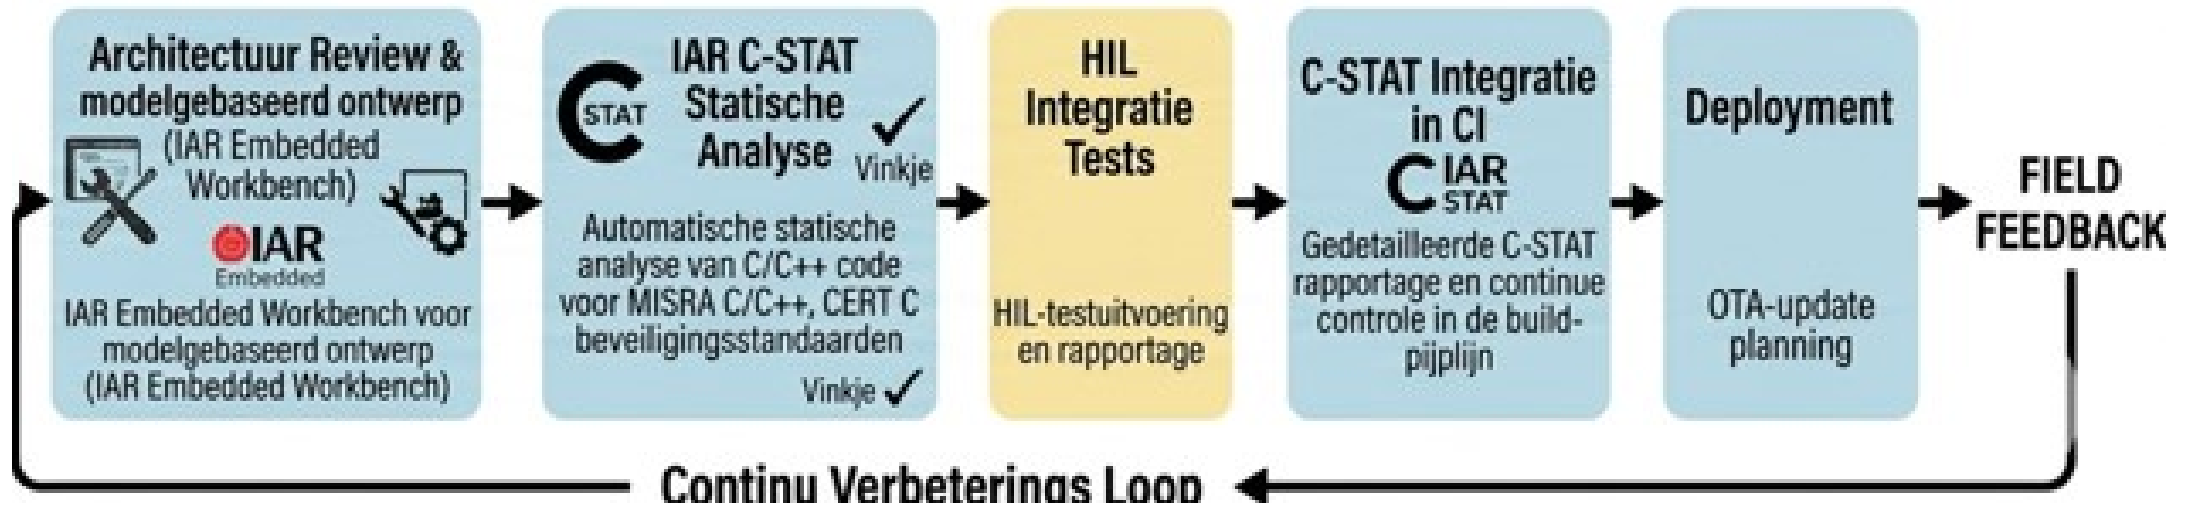 Architectuur Review &
modelgebaseerd ontwerp
(IAR Embedded
Workbench)
IAR
Embedded
IAR Embedded Workbench voor
modelgebaseerd ontwerp
(IAR Embedded Workbench)
C STAT
IAR C-STAT
Statische
Analyse
Vinkje
Automatische statische
analyse van C/C++ code
voor MISRA C/C++, CERT C
beveiligingsstandaarden
Vinkje
HIL
Integratie
Tests
HIL-testuitvoering
en rapportage
C-STAT Integratie
in CI
C IAR
STAT
Gedetailleerde C-STAT
rapportage en continue
controle in de build-
pijplijn
Deployment
OTA-update
planning
FIELD
FEEDBACK
Continu Verbeterings Loop